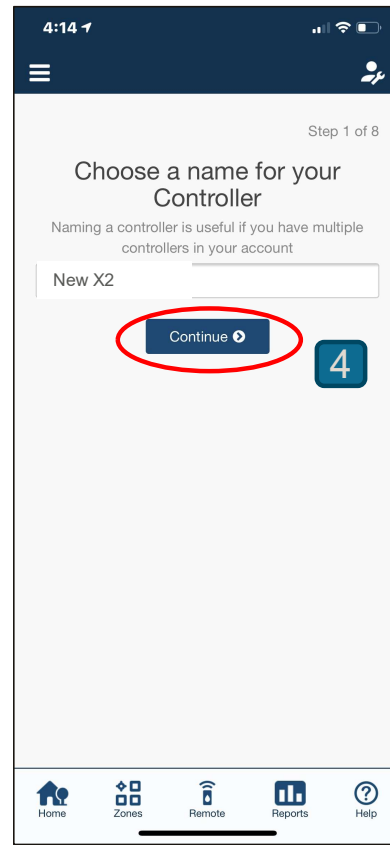 4:14
Step 1 of 8
Choose a name for your
Controller
Naming a controller is useful if you have multiple
controllers in your account
New X2
Continue
4
Home Zones Remote Reports Help